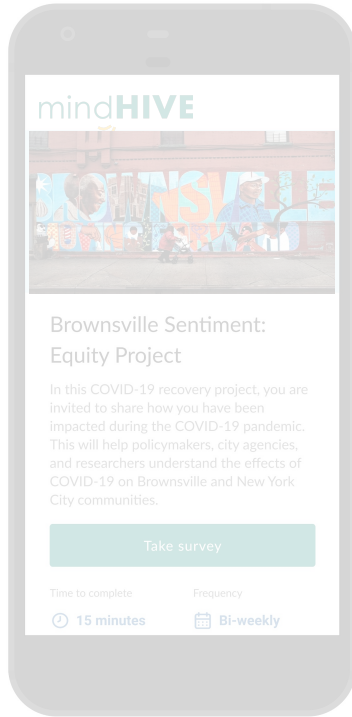 mindHIVE
BROWNSVILLE
Brownsville Sentiment:
Equity Project
In this COVID-19 recovery project, you are
invited to share how you have been
impacted during the COVID-19 pandemic.
This will help policymakers, city agencies,
and researchers understand the effects of
COVID-19 on Brownsville and New York
City communities.
Take survey
Time to complete Frequency
15 minutes Bi-weekly